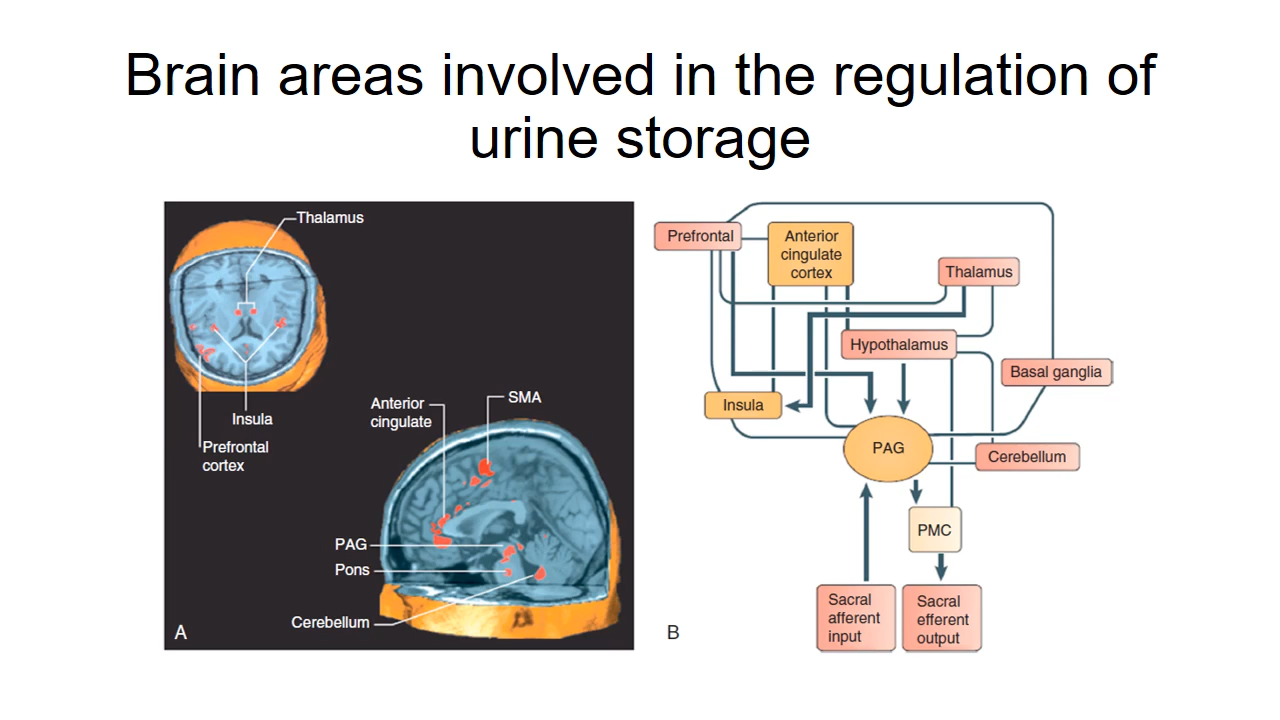 Brain areas involved in the regulation of
urine storage
Thalamus
Insula
Prefrontal
cortex
Anterior
cingulate
SMA
PAG
Pons
Cerebellum
A
Prefrontal
Anterior
cingulate
cortex
Thalamus
Hypothalamus
Basal ganglia
Insula
PAG
Cerebellum
PMC
Sacral
afferent
input
Sacral
efferent
output
B